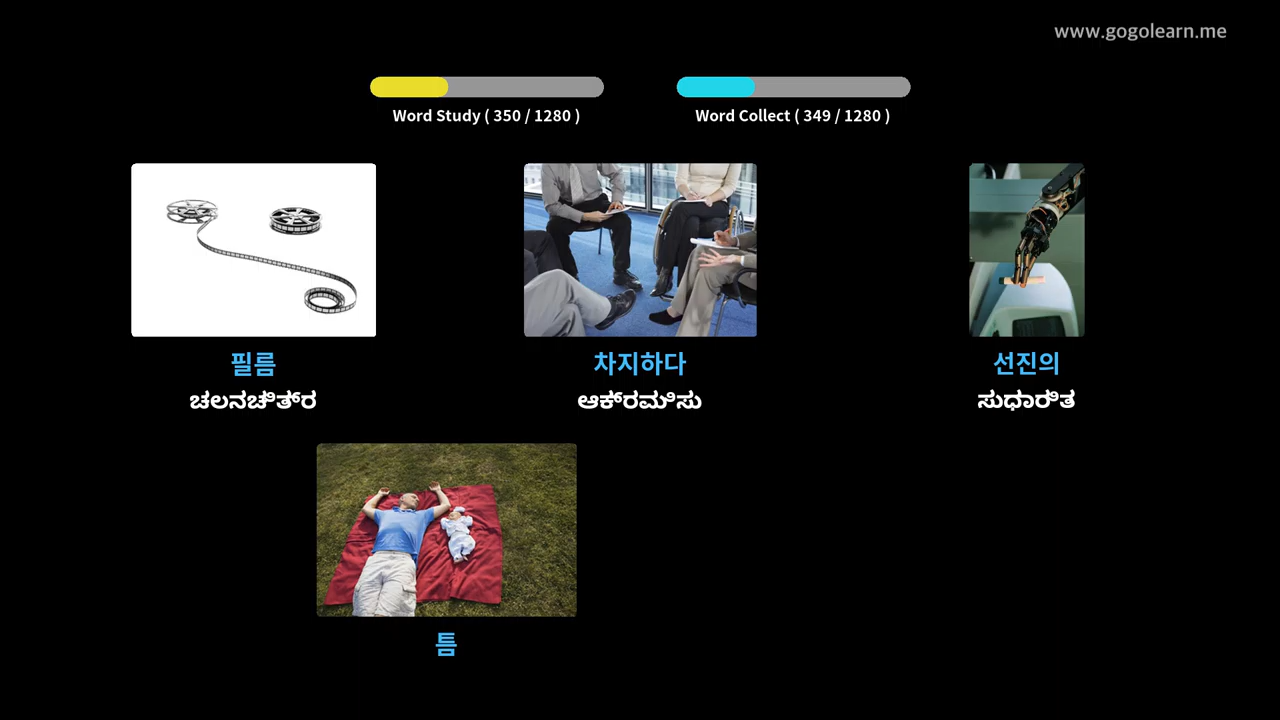 www.gogolearn.me
Word Study ( 350 / 1280 )
Word Collect ( 349 / 1280 )
필름
차지하다
선진의
ಚಲನಚಿತ್ರ
ಆಕ್ರಮಿಸು
ಸುಧಾರಿತ
틈